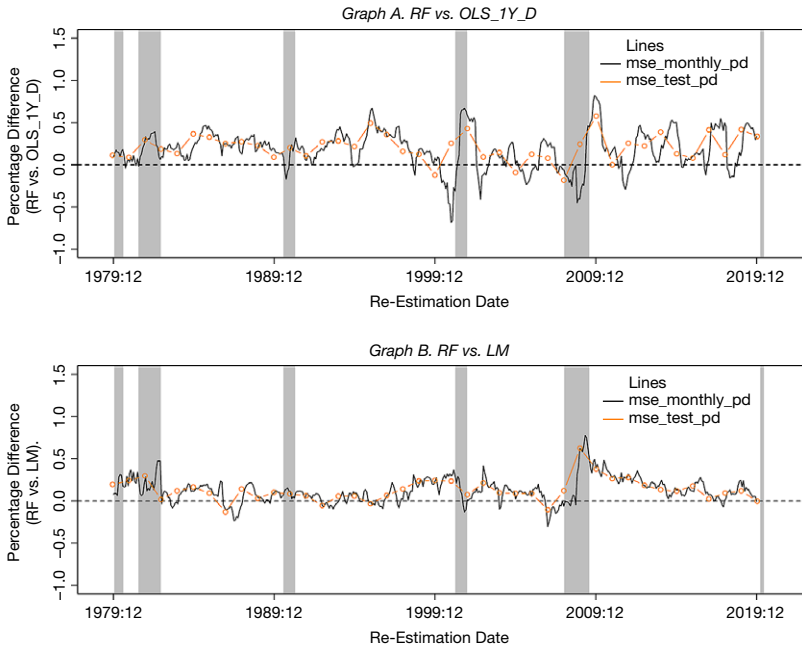 Graph A. RF vs. OLS_1Y_D
Percentage Difference
(RF vs. OLS_1Y_D)
1.5
1.0
0.5
0.0
−0.5
−1.0
Lines
mse_monthly_pd
mse_test_pd
1979:12 1989:12 1999:12 2009:12 2019:12
Re-Estimation Date
Graph B. RF vs. LM
Percentage Difference
(RF vs. LM).
1.5
1.0
0.5
0.0
−0.5
−1.0
Lines
mse_monthly_pd
mse_test_pd
1979:12 1989:12 1999:12 2009:12 2019:12
Re-Estimation Date